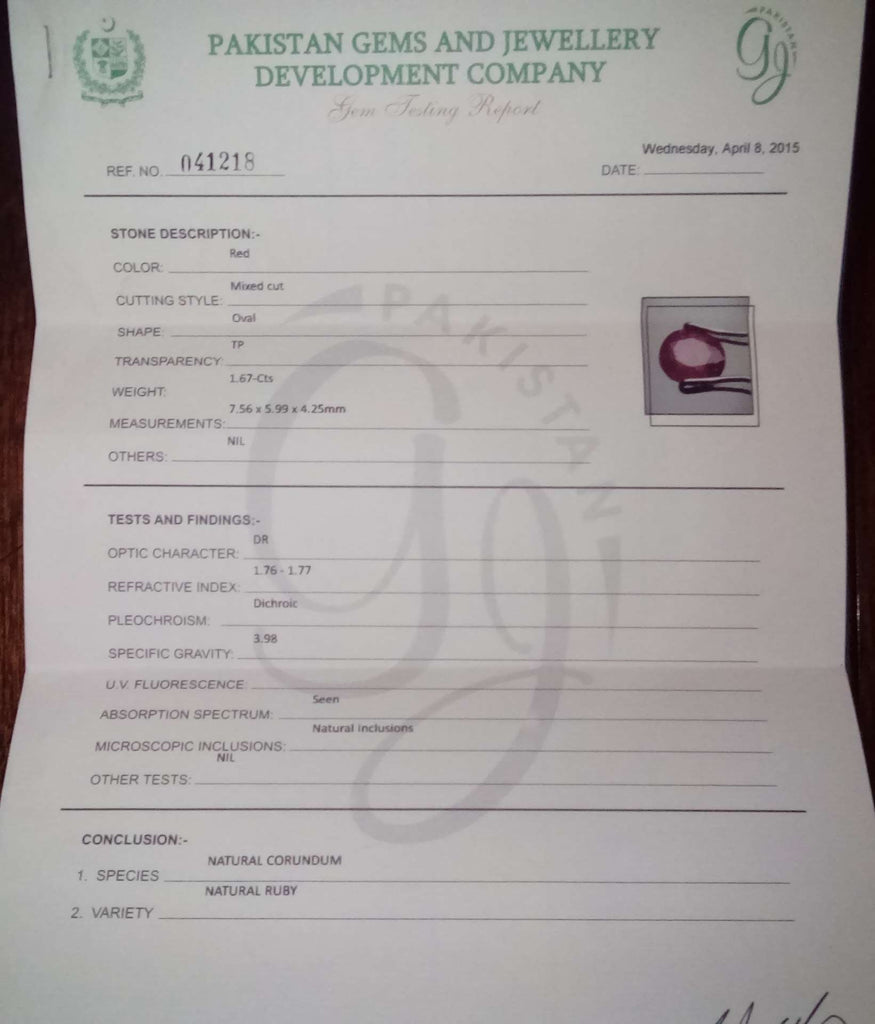 PAKISTAN GEMS AND JEWELLERY
DEVELOPMENT COMPANY
Gem Testing Report
PAKISTAN
Gj
REF. NO. 041218
Wednesday, April 8, 2015
DATE:
STONE DESCRIPTION:-
Red
COLOR:
Mixed cut
CUTTING STYLE:
Oval
SHAPE:
TP
TRANSPARENCY:
1.67-Cts
WEIGHT:
7.56 x 5.99 x 4.25mm
MEASUREMENTS:
NIL
OTHERS:
PAKISTAN
Gj
TESTS AND FINDINGS:-
DR
OPTIC CHARACTER:
1.76 - 1.77
REFRACTIVE INDEX:
Dichroic
PLEOCHROISM:
3.98
SPECIFIC GRAVITY:
U.V. FLUORESCENCE:
Seen
ABSORPTION SPECTRUM:
Natural inclusions
MICROSCOPIC INCLUSIONS:
NIL
OTHER TESTS:
CONCLUSION:-
NATURAL CORUNDUM
1. SPECIES
NATURAL RUBY
2. VARIETY